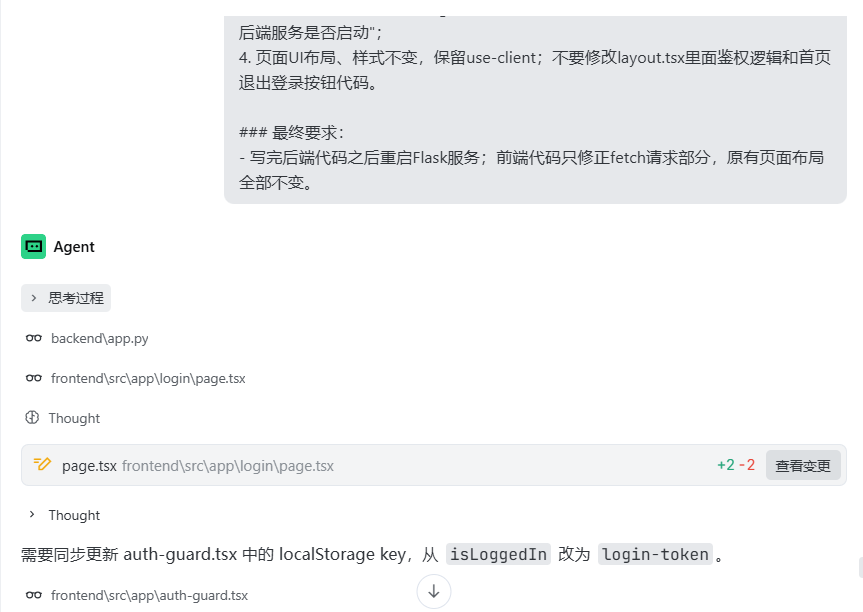 后端服务是否启动";
4. 页面UI布局、样式不变，保留use-client；不要修改layout.tsx里面鉴权逻辑和首页
退出登录按钮代码。
### 最终要求：
- 写完后端代码之后重启Flask服务；前端代码只修正fetch请求部分，原有页面布局
全部不变。
Agent
思考过程
backend\app.py
frontend\src\app\login\page.tsx
Thought
page.tsx frontend\src\app\login\page.tsx +2 -2 查看变更
Thought
需要同步更新 auth-guard.tsx 中的 localStorage key，从 isLoggedIn 改为 login-token 。
frontend\src\app\auth-guard.tsx